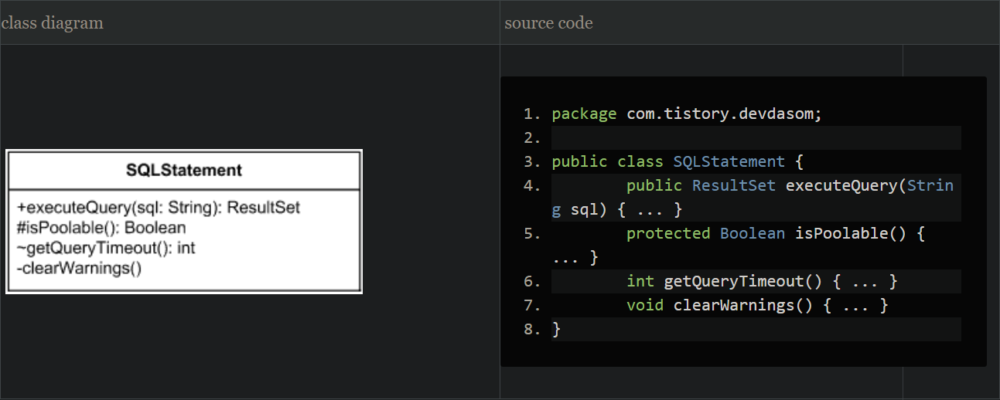 class diagram
source code
SQLStatement
+executeQuery(sql: String): ResultSet
#isPoolable(): Boolean
~getQueryTimeout(): int
-clearWarnings()
1. package com.tistory.devdasom;
2.
3. public class SQLStatement {
4. public ResultSet executeQuery(Strin
g sql) { ... }
5. protected Boolean isPoolable() {
... }
6. int getQueryTimeout() { ... }
7. void clearWarnings() { ... }
8. }